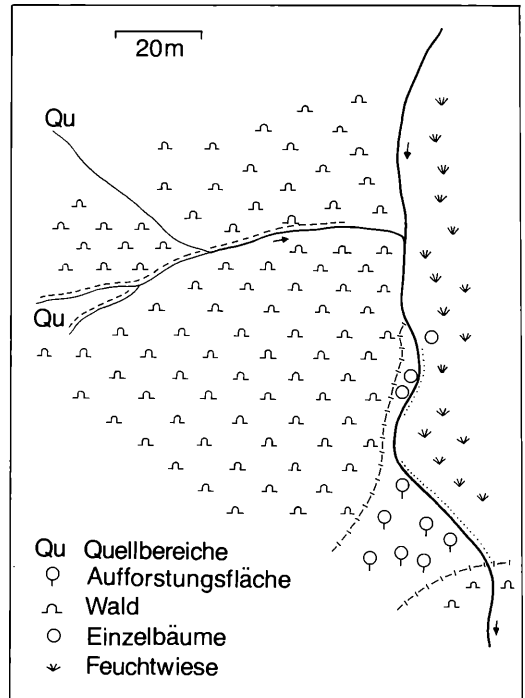 20m
Qu
Qu
Qu Quellbereiche
Aufforstungsfläche
Wald
Einzelbäume
Feuchtwiese